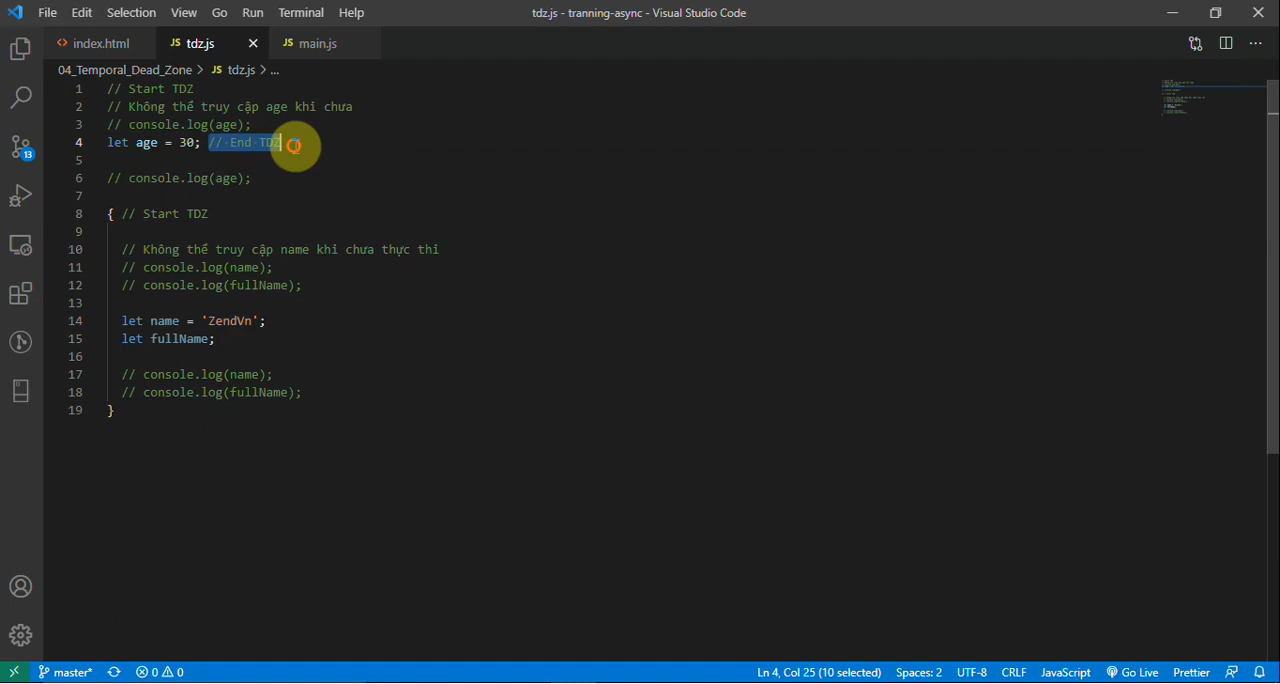 File Edit Selection View Go Run Terminal Help
tdz.js - tranning-async - Visual Studio Code
index.html
JS tdz.js
JS main.js
04_Temporal_Dead_Zone > JS tdz.js > ...
1 // Start TDZ
2 // Không thể truy cập age khi chưa
3 // console.log(age);
4 let age = 30; // End TDZ
5
6 // console.log(age);
7
8 { // Start TDZ
9
10 // Không thể truy cập name khi chưa thực thi
11 // console.log(name);
12 // console.log(fullName);
13
14 let name = 'ZendVn';
15 let fullName;
16
17 // console.log(name);
18 // console.log(fullName);
19 }
13
master* 0 0 Ln 4, Col 25 (10 selected) Spaces: 2 UTF-8 CRLF JavaScript Go Live Prettier